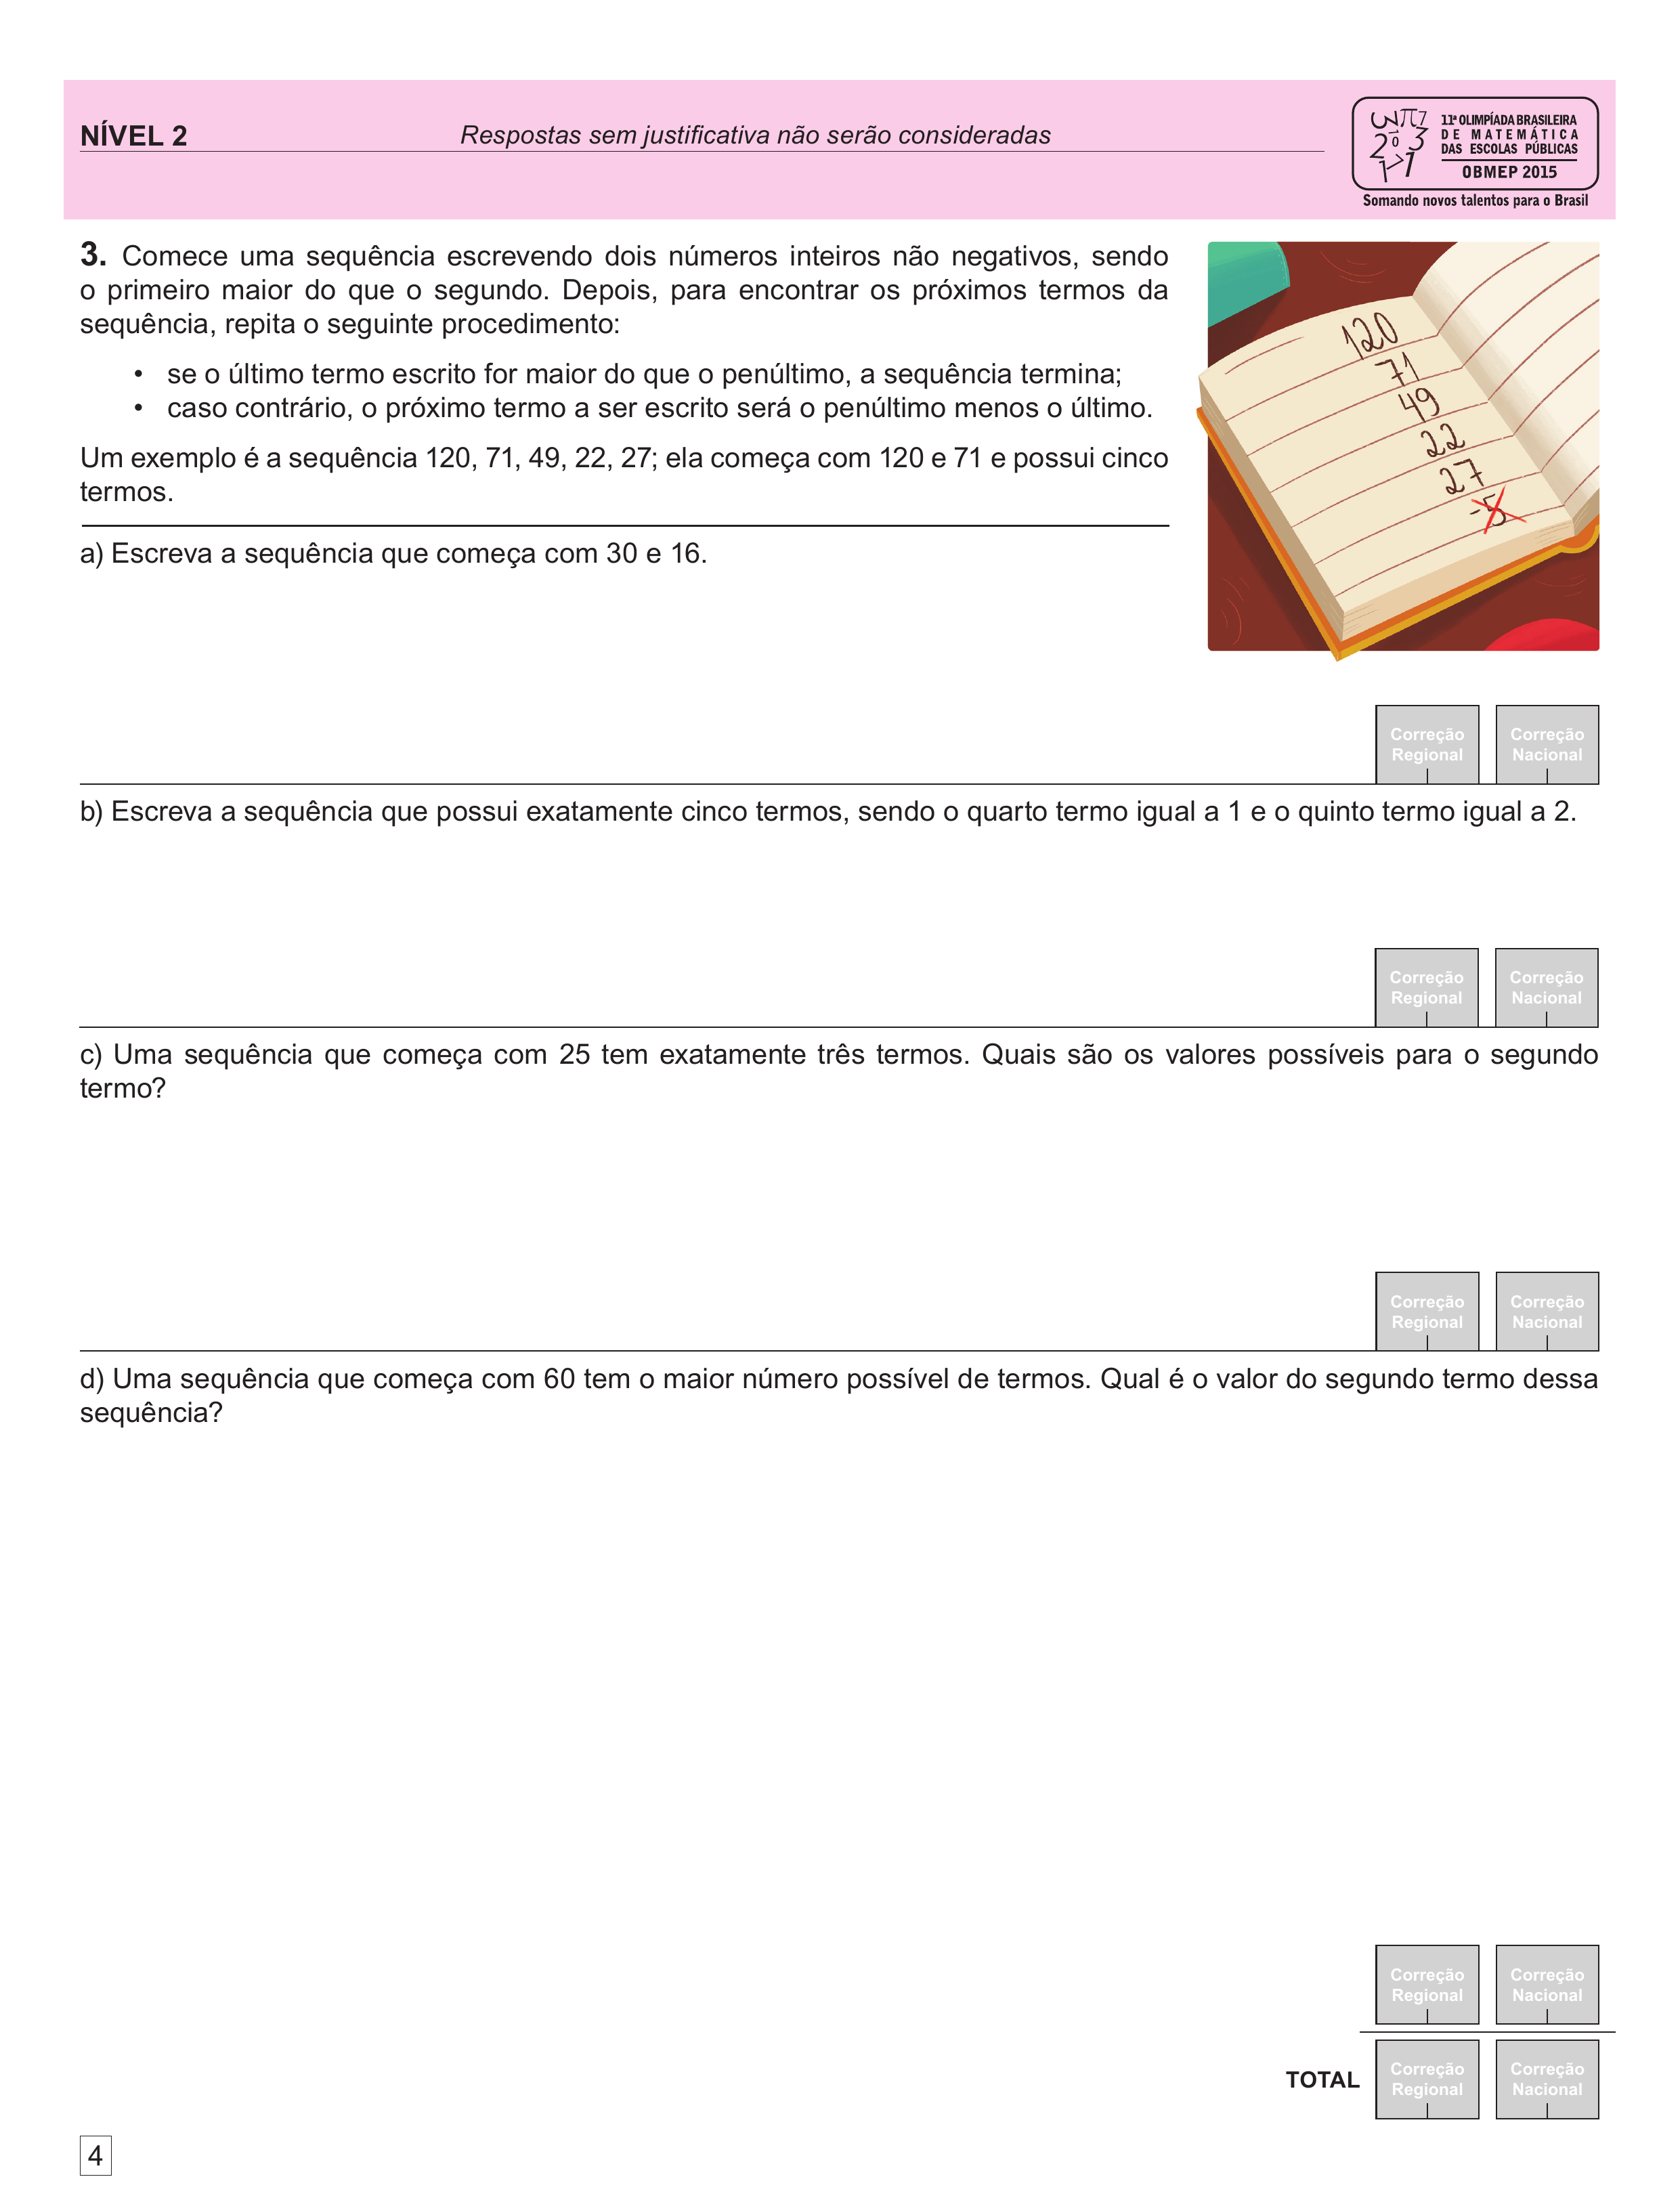 NÍVEL 2
Respostas sem justificativa não serão consideradas
11ª OLIMPÍADA BRASILEIRA
DE MATEMÁTICA
DAS ESCOLAS PÚBLICAS
OBMEP 2015
Somando novos talentos para o Brasil
3. Comece uma sequência escrevendo dois números inteiros não negativos, sendo
o primeiro maior do que o segundo. Depois, para encontrar os próximos termos da
sequência, repita o seguinte procedimento:
• se o último termo escrito for maior do que o penúltimo, a sequência termina;
• caso contrário, o próximo termo a ser escrito será o penúltimo menos o último.
Um exemplo é a sequência 120, 71, 49, 22, 27; ela começa com 120 e 71 e possui cinco
termos.
120
71
49
22
27
-5
a) Escreva a sequência que começa com 30 e 16.
Correção
Regional
Correção
Nacional
b) Escreva a sequência que possui exatamente cinco termos, sendo o quarto termo igual a 1 e o quinto termo igual a 2.
Correção
Regional
Correção
Nacional
c) Uma sequência que começa com 25 tem exatamente três termos. Quais são os valores possíveis para o segundo
termo?
Correção
Regional
Correção
Nacional
d) Uma sequência que começa com 60 tem o maior número possível de termos. Qual é o valor do segundo termo dessa
sequência?
Correção
Regional
Correção
Nacional
TOTAL
Correção
Regional
Correção
Nacional
4